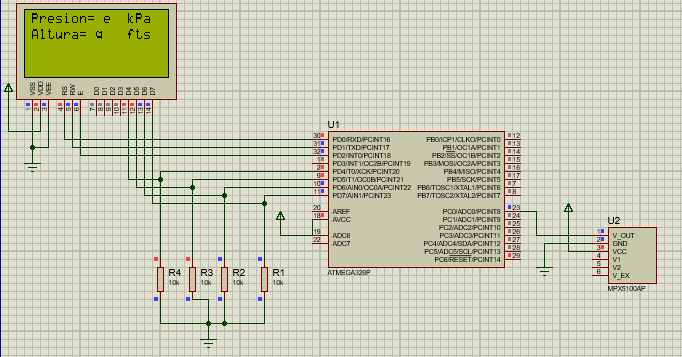 Presion= e  kPa
Altura= q   fts
VSS
VDD
VEE
RS
RW
E
D0
D1
D2
D3
D4
D5
D6
D7
1
2
3
4
5
6
7
8
9
10
11
12
13
14
U1
30 PD0/RXD/PCINT16
31 PD1/TXD/PCINT17
32 PD2/INT0/PCINT18
1 PD3/INT1/OC2B/PCINT19
2 PD4/T0/XCK/PCINT20
9 PD5/T1/OC0B/PCINT21
10 PD6/AIN0/OC0A/PCINT22
11 PD7/AIN1/PCINT23
20 AREF
18 AVCC
19 ADC6
22 ADC7
PB0/ICP1/CLKO/PCINT0 12
PB1/OC1A/PCINT1 13
PB2/SS/OC1B/PCINT2 14
PB3/MOSI/OC2A/PCINT3 15
PB4/MISO/PCINT4 16
PB5/SCK/PCINT5 17
PB6/TOSC1/XTAL1/PCINT6 7
PB7/TOSC2/XTAL2/PCINT7 8
PC0/ADC0/PCINT8 23
PC1/ADC1/PCINT9 24
PC2/ADC2/PCINT10 25
PC3/ADC3/PCINT11 26
PC4/ADC4/SDA/PCINT12 27
PC5/ADC5/SCL/PCINT13 28
PC6/RESET/PCINT14 29
ATMEGA328P
U2
1 V_OUT
2 GND
3 VCC
4 V1
5 V2
6 V_EX
MPX5100AP
R4
10k
R3
10k
R2
10k
R1
10k